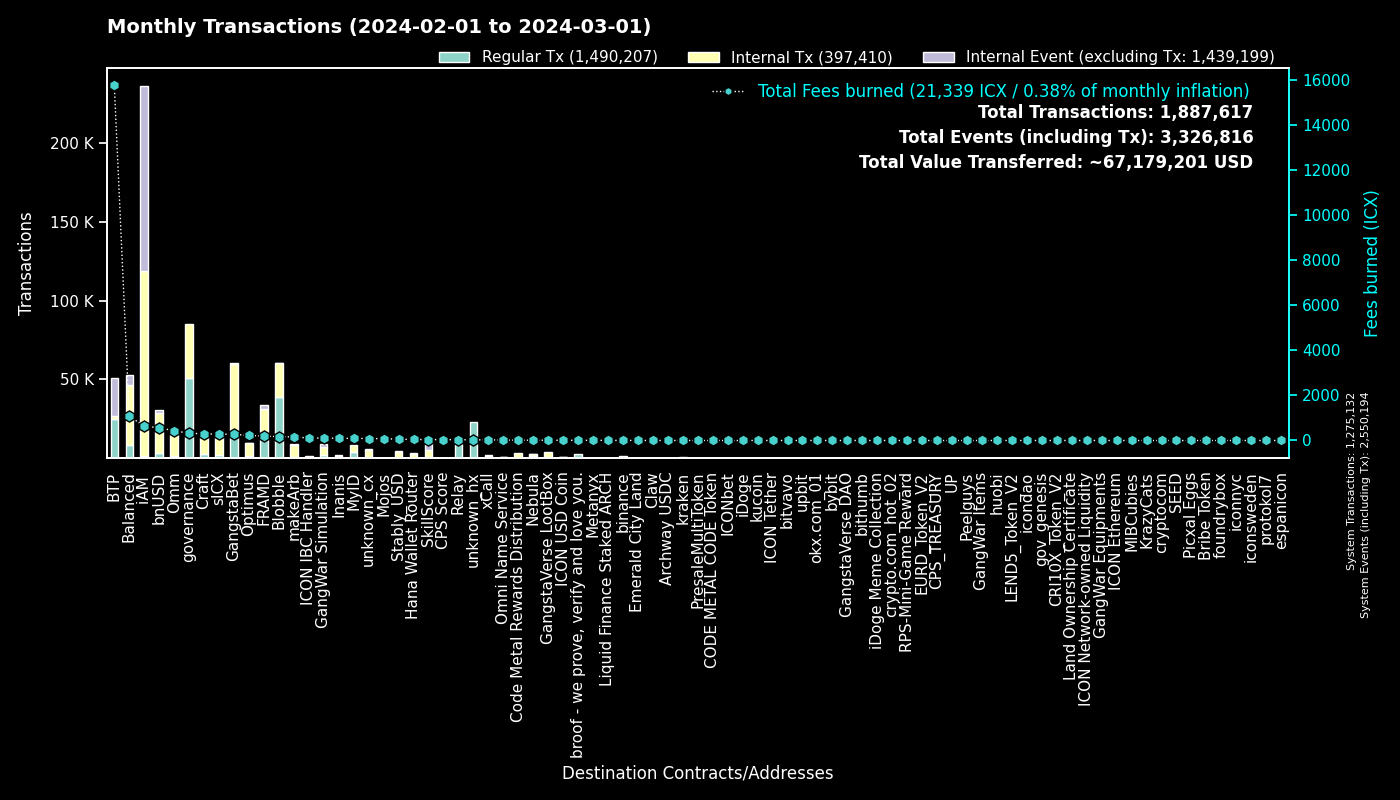 Monthly Transactions (2024-02-01 to 2024-03-01)
Regular Tx (1,490,207)
Internal Tx (397,410)
Internal Event (excluding Tx: 1,439,199)
Total Fees burned (21,339 ICX / 0.38% of monthly inflation)
Total Transactions: 1,887,617
Total Events (including Tx): 3,326,816
Total Value Transferred: ~67,179,201 USD
Transactions
200 K
150 K
100 K
50 K
16000
14000
12000
10000
8000
6000
4000
2000
0
Fees burned (ICX)
System Transactions: 1,275,132
System Events (including Tx): 2,550,194
BTP
Balanced
iAM
bnUSD
Omm
governance
Craft
sICX
GangstaBet
Optimus
FRAMD
Blobble
makeArb
ICON IBC Handler
GangWar Simulation
Inanis
MyID
unknown_cx
Mojos
Stably_USD
Hana Wallet Router
SkillScore
CPS Score
Relay
unknown_hx
xCall
Omni Name Service
Code Metal Rewards Distribution
Nebula
GangstaVerse LootBox
ICON USD Coin
broof - we prove, verify and love you.
Metanyx
Liquid Finance Staked ARCH
binance
Emerald City Land
Claw
Archway USDC
kraken
PresaleMultiToken
CODE METAL CODE Token
ICONbet
iDoge
kucoin
ICON Tether
bitvavo
upbit
okx.com_01
bybit
GangstaVerse DAO
bithumb
iDoge Meme Collection
crypto.com_hot_02
RPS-Mini-Game Reward
EURD_Token_V2
CPS_TREASURY
UP
Peelguys
GangWar Items
huobi
LEND5_Token_V2
icondao
gov_genesis
CRI10X_Token_V2
Land Ownership Certificate
ICON Network-owned Liquidity
GangWar Equipments
ICON Ethereum
MIBCubies
KrazyCats
cryptocom
SEED
Picxal Eggs
Bribe Token
foundrybox
iconnyc
iconsweden
protokol7
espanicon
Destination Contracts/Addresses